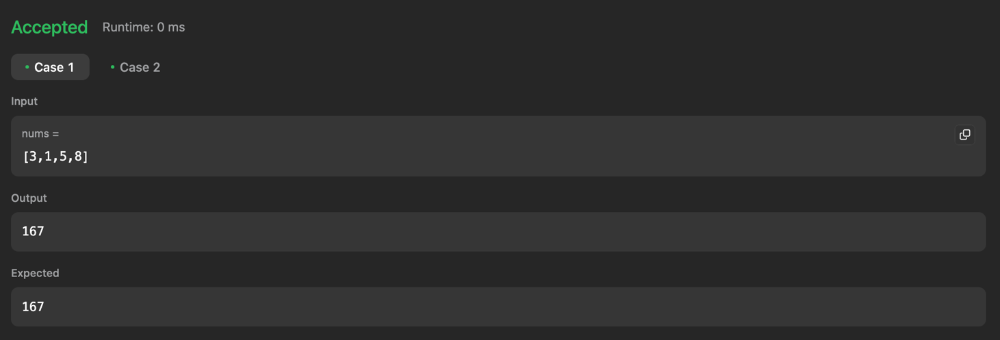 Accepted Runtime: 0 ms
Case 1 Case 2
Input
nums =
[3,1,5,8]
Output
167
Expected
167